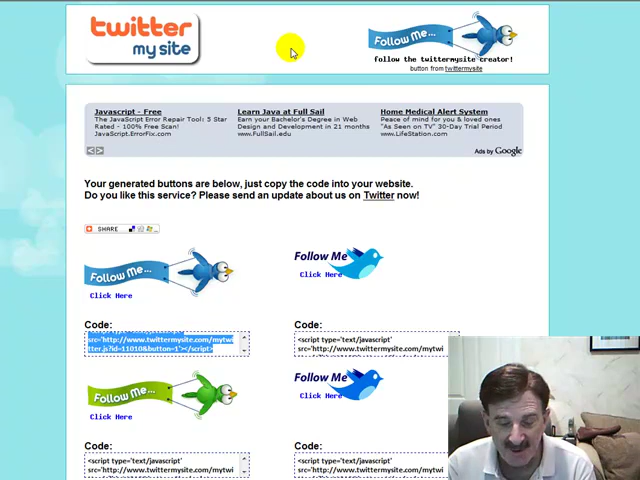 twitter
my site
Follow Me...
follow the twittermysite creator!
button from twittermysite
Javascript - Free
The JavaScript Error Repair Tool: 5 Star
Rated - 100% Free Scan!
JavaScript.ErrorFix.com
Learn Java at Full Sail
Earn your Bachelor's Degree in Web
Design and Development in 21 months
www.FullSail.edu
Home Medical Alert System
Peace of mind for you & loved ones
"As Seen on TV" 30-Day Trial Period
www.LifeStation.com
Ads by Google
Your generated buttons are below, just copy the code into your website.
Do you like this service? Please send an update about us on Twitter now!
SHARE
Follow Me...
Click Here
Follow Me
Click Here
Code:
src='http://www.twittermysite.com/mytwi
tter.js?id=11010&button=1'></script>
Code:
<script type='text/javascript'
Follow Me...
Click Here
Follow Me
Click Here
Code:
<script type='text/javascript'
src='http://www.twittermysite.com/mytwi
Code:
<script type='text/javascript'
src='http://www.twittermysite.com/mytwi